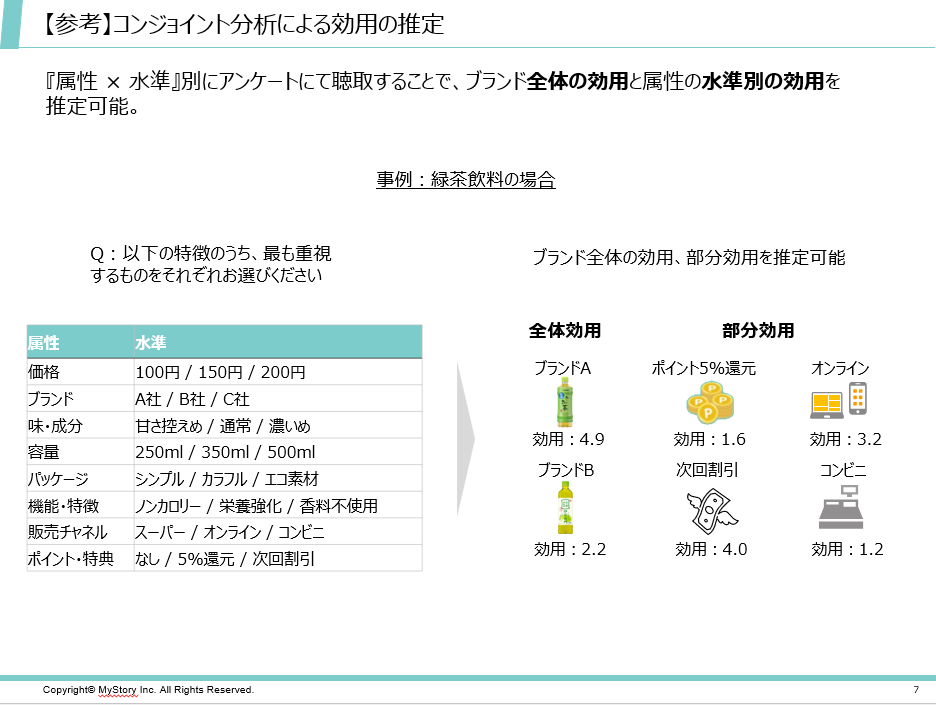 【参考】コンジョイント分析による効用の推定
『属性 × 水準』別にアンケートにて聴取することで、ブランド全体の効用と属性の水準別の効用を
推定可能。
事例：緑茶飲料の場合
Q：以下の特徴のうち、最も重視
するものをそれぞれお選びください
属性 水準
価格 100円 / 150円 / 200円
ブランド A社 / B社 / C社
味・成分 甘さ控えめ / 通常 / 濃いめ
容量 250ml / 350ml / 500ml
パッケージ シンプル / カラフル / エコ素材
機能・特徴 ノンカロリー / 栄養強化 / 香料不使用
販売チャネル スーパー / オンライン / コンビニ
ポイント・特典 なし / 5%還元 / 次回割引
ブランド全体の効用、部分効用を推定可能
全体効用 部分効用
ブランドA ポイント5%還元 オンライン
P
P
P
P
効用：4.9 効用：1.6 効用：3.2
ブランドB 次回割引 コンビニ
効用：2.2 効用：4.0 効用：1.2
Copyright© MyStory Inc. All Rights Reserved.
7